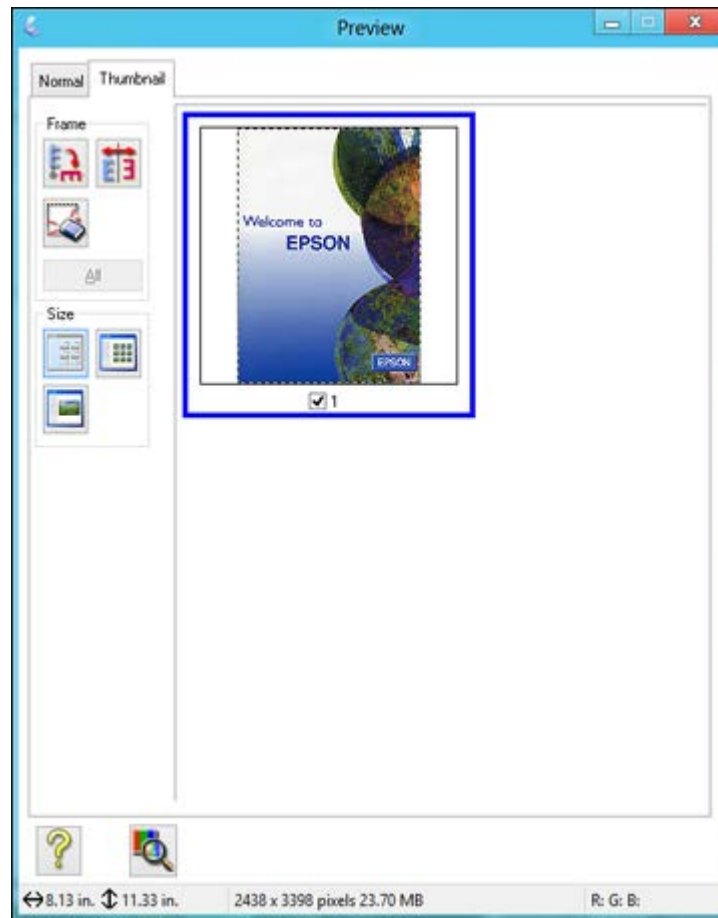 Preview
Normal Thumbnail
Frame
All
Size
Welcome to
EPSON
EPSON
1
8.13 in. 11.33 in. 2438 x 3398 pixels 23.70 MB R: G: B: